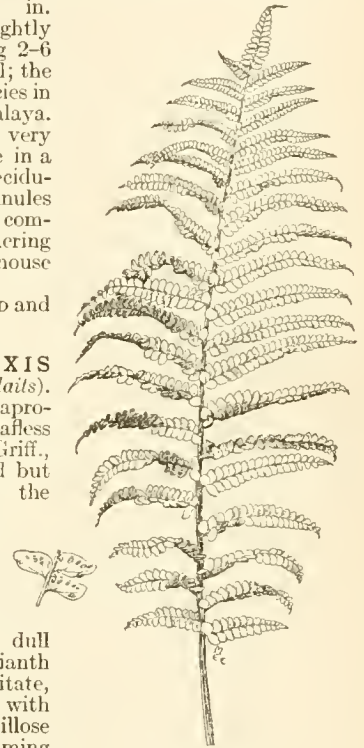 in.
ghtly
g 2–6
l; the
cies in
alaya.
very
e in a
ecidu-
nules
com-
nering
house
o and
XIS
laits).
apro-
afless
Griff.,
d but
the
dull
ianth
itate,
with
illose
ming